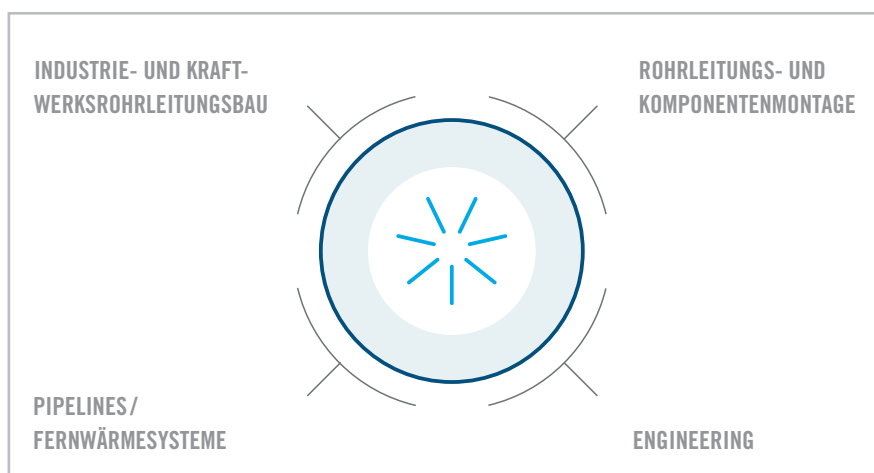 INDUSTRIE- UND KRAFT-
WERKSROHRLEITUNGSBAU
ROHRLEITUNGS- UND
KOMPONENTENMONTAGE
PIPELINES/
FERNWÄRMESYSTEME
ENGINEERING